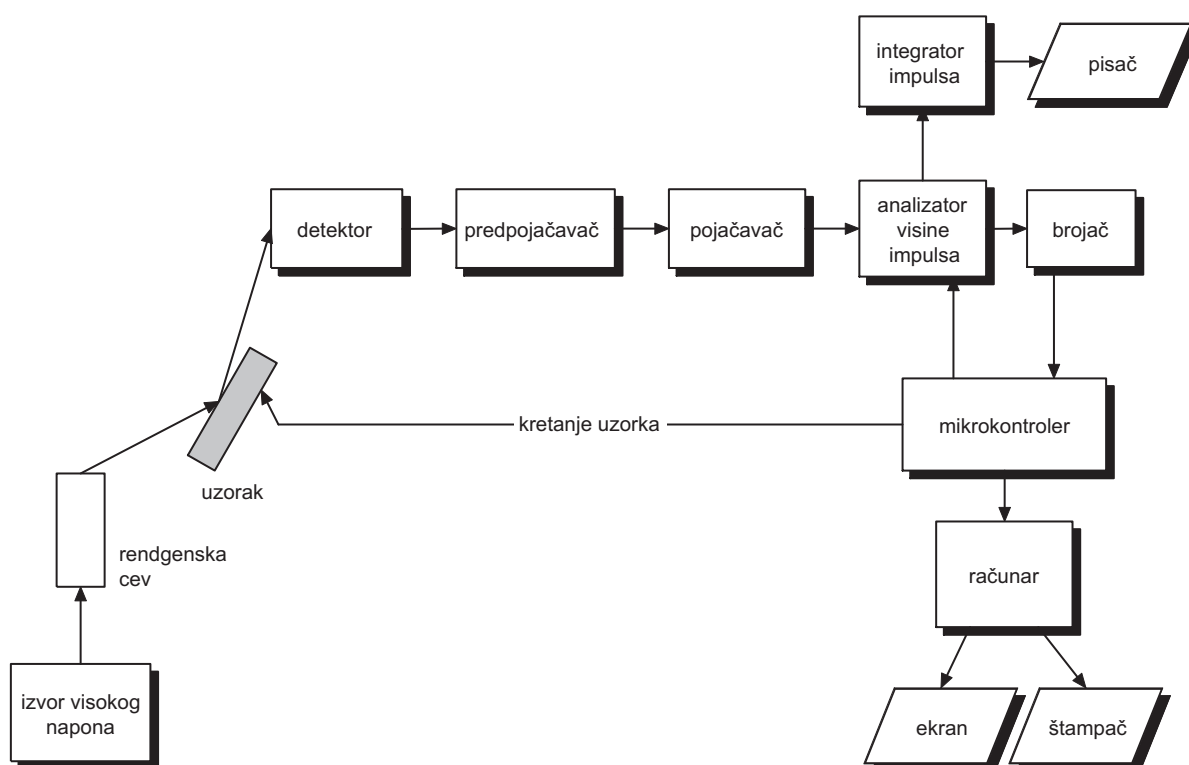 integrator
impulsa
pisač
detektor
predpojačavač
pojačavač
analizator
visine
impulsa
brojač
kretanje uzorka
mikrokontroler
uzorak
rendgenska
cev
računar
izvor visokog
napona
ekran
štampač